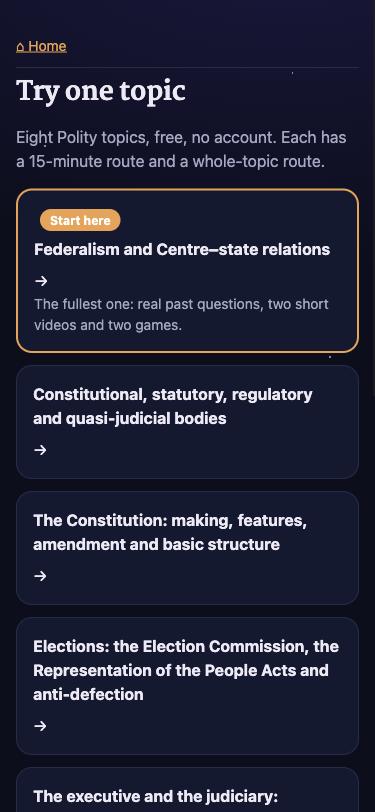 ⌂ Home
Try one topic
Eight Polity topics, free, no account. Each has
a 15-minute route and a whole-topic route.
Start here
Federalism and Centre–state relations
→
The fullest one: real past questions, two short
videos and two games.
Constitutional, statutory, regulatory
and quasi-judicial bodies
→
The Constitution: making, features,
amendment and basic structure
→
Elections: the Election Commission, the
Representation of the People Acts and
anti-defection
→
The executive and the judiciary: